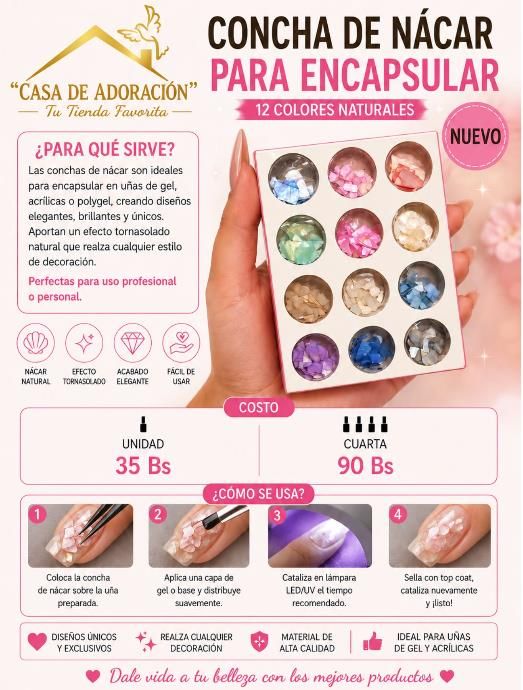 CONCHA DE NÁCAR
PARA ENCAPSULAR
12 COLORES NATURALES
"CASA DE ADORACIÓN"
Tu Tienda Favorita
NUEVO
¿PARA QUÉ SIRVE?
Las conchas de nácar son ideales
para encapsular en uñas de gel,
acrílicas o polygel, creando diseños
elegantes, brillantes y únicos.
Aportan un efecto tornasolado
natural que realza cualquier estilo
de decoración.
Perfectas para uso profesional
o personal.
NÁCAR
NATURAL
EFECTO
TORNASOLADO
ACABADO
ELEGANTE
FÁCIL DE
USAR
COSTO
UNIDAD
35 Bs
CUARTA
90 Bs
¿CÓMO SE USA?
1
Coloca la concha
de nácar sobre la uña
preparada.
2
Aplica una capa de
gel o base y distribuye
suavemente.
3
Cataliza en lámpara
LED/UV el tiempo
recomendado.
4
Sella con top coat,
cataliza nuevamente
y ¡listo!
DISEÑOS ÚNICOS
Y EXCLUSIVOS
REALZA CUALQUIER
DECORACIÓN
MATERIAL DE
ALTA CALIDAD
IDEAL PARA UÑAS
DE GEL Y ACRÍLICAS
Dale vida a tu belleza con los mejores productos